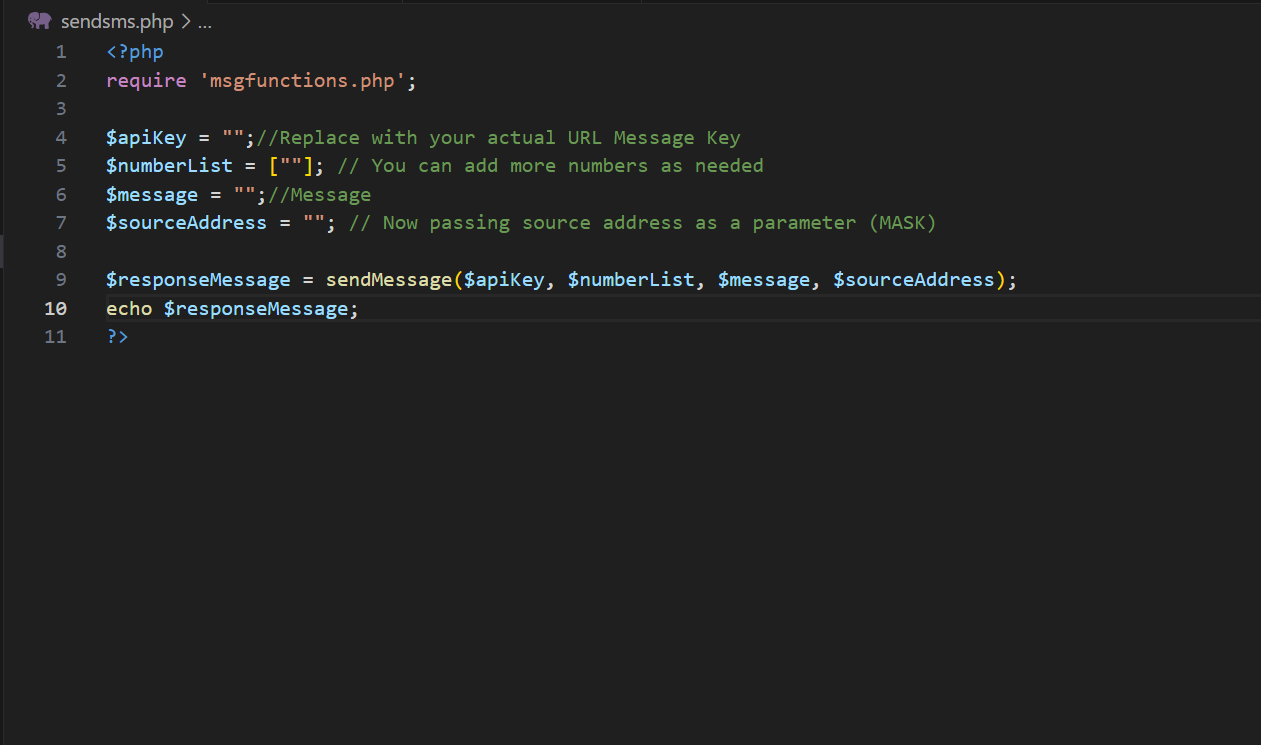 sendsms.php > ...
1 <?php
2 require 'msgfunctions.php';
3
4 $apiKey = "";//Replace with your actual URL Message Key
5 $numberList = [""]; // You can add more numbers as needed
6 $message = "";//Message
7 $sourceAddress = ""; // Now passing source address as a parameter (MASK)
8
9 $responseMessage = sendMessage($apiKey, $numberList, $message, $sourceAddress);
10 echo $responseMessage;
11 ?>